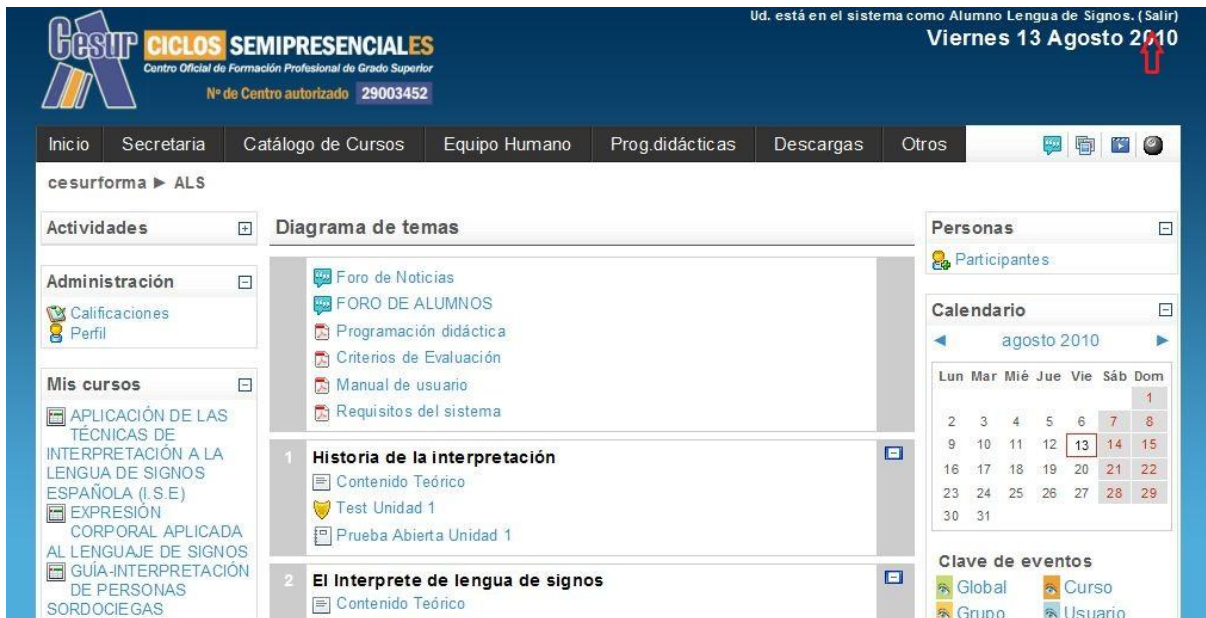 Ud. está en el sistema como Alumno Lengua de Signos. (Salir)
Viernes 13 Agosto 2010
Cesur CICLOS SEMIPRESENCIALES
Centro Oficial de Formación Profesional de Grado Superior
Nº de Centro autorizado 29003452
Inicio Secretaria Catálogo de Cursos Equipo Humano Prog.didácticas Descargas Otros
cesurforma ► ALS
Actividades
Administración
Calificaciones
Perfil
Mis cursos
APLICACIÓN DE LAS
TÉCNICAS DE
INTERPRETACIÓN A LA
LENGUA DE SIGNOS
ESPAÑOLA (I.S.E)
EXPRESIÓN
CORPORAL APLICADA
AL LENGUAJE DE SIGNOS
GUÍA-INTERPRETACIÓN
DE PERSONAS
SORDOCIEGAS
Diagrama de temas
Foro de Noticias
FORO DE ALUMNOS
Programación didáctica
Criterios de Evaluación
Manual de usuario
Requisitos del sistema
1 Historia de la interpretación
Contenido Teórico
Test Unidad 1
Prueba Abierta Unidad 1
2 El Interprete de lengua de signos
Contenido Teórico
Personas
Participantes
Calendario
◄ agosto 2010 ►
Lun Mar Mié Jue Vie Sáb Dom
1
2 3 4 5 6 7 8
9 10 11 12 13 14 15
16 17 18 19 20 21 22
23 24 25 26 27 28 29
30 31
Clave de eventos
Global Curso
Grupo Usuario